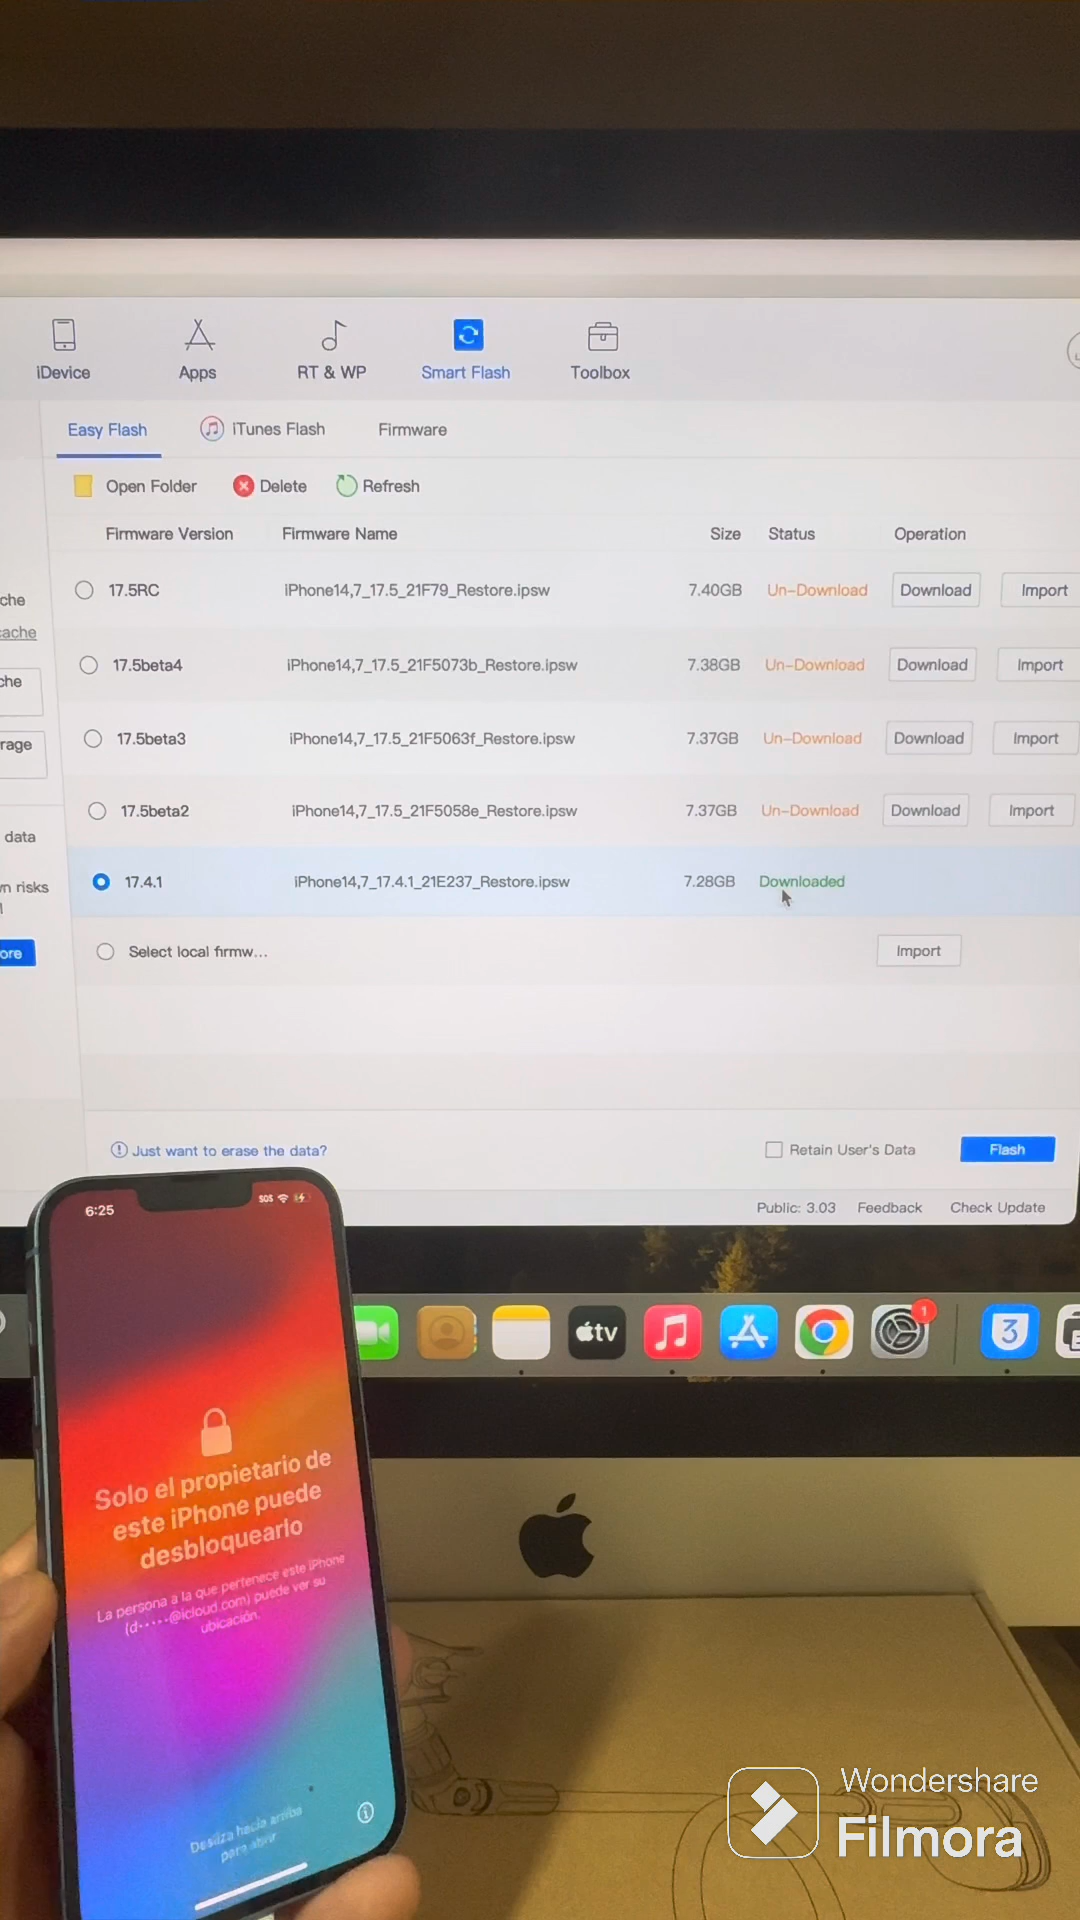 iDevice
Apps
RT & WP
Smart Flash
Toolbox
Easy Flash
iTunes Flash
Firmware
Open Folder
Delete
Refresh
Firmware Version
Firmware Name
Size
Status
Operation
17.5RC
iPhone14,7_17.5_21F79_Restore.ipsw
7.40GB
Un-Download
Download
Import
che
cache
17.5beta4
iPhone14,7_17.5_21F5073b_Restore.ipsw
7.38GB
Un-Download
Download
Import
che
17.5beta3
iPhone14,7_17.5_21F5063f_Restore.ipsw
7.37GB
Un-Download
Download
Import
rage
17.5beta2
iPhone14,7_17.5_21F5058e_Restore.ipsw
7.37GB
Un-Download
Download
Import
data
17.4.1
iPhone14,7_17.4.1_21E237_Restore.ipsw
7.28GB
Downloaded
n risks
ore
Select local firmw...
Import
Just want to erase the data?
Retain User's Data
Flash
Public: 3.03
Feedback
Check Update
6:25
SOS
tv
1
3
Solo el propietario de
este iPhone puede
desbloquearlo
La persona a la que pertenece este iPhone
(d•••••@icloud.com) puede ver su
ubicación.
Desliza hacia arriba
para abrir
Wondershare
Filmora